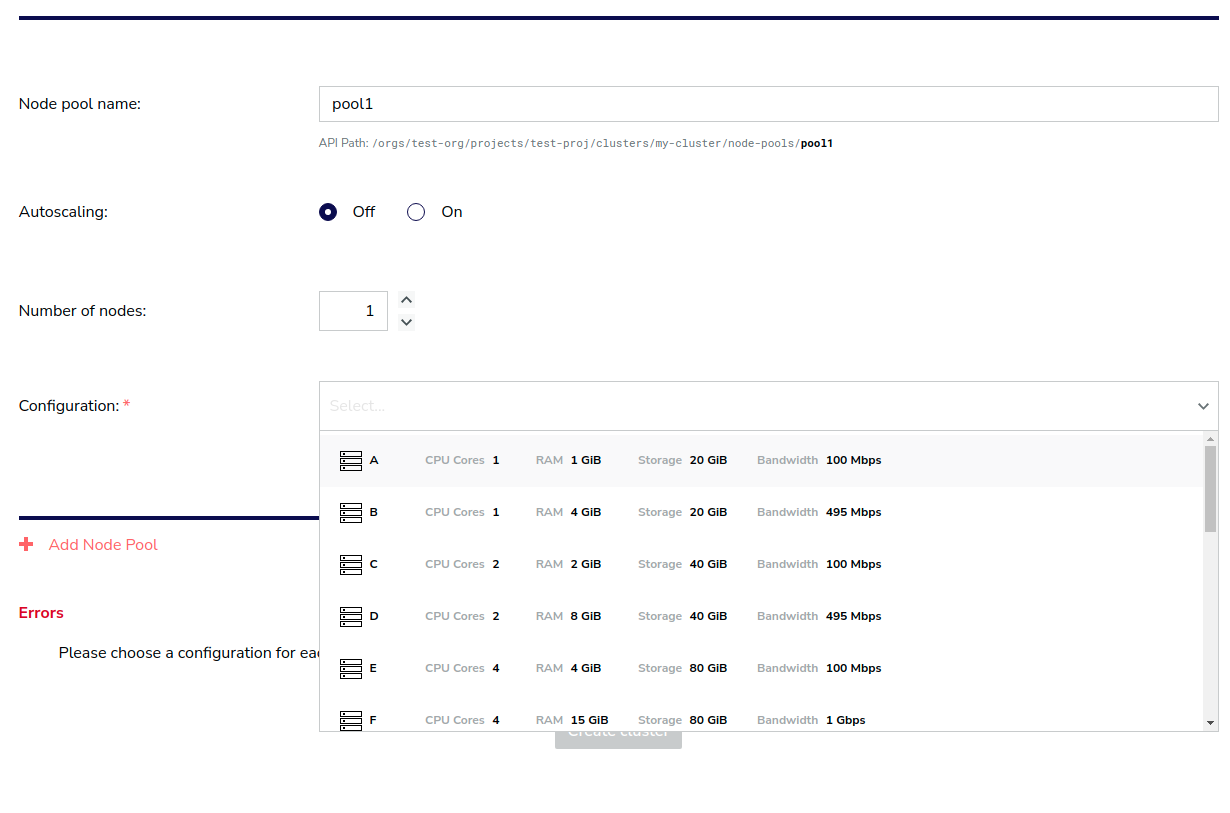 Node pool name:
pool1
API Path: /orgs/test-org/projects/test-proj/clusters/my-cluster/node-pools/pool1
Autoscaling:
Off On
Number of nodes:
1
Configuration: *
Select...
A CPU Cores 1 RAM 1 GiB Storage 20 GiB Bandwidth 100 Mbps
B CPU Cores 1 RAM 4 GiB Storage 20 GiB Bandwidth 495 Mbps
C CPU Cores 2 RAM 2 GiB Storage 40 GiB Bandwidth 100 Mbps
D CPU Cores 2 RAM 8 GiB Storage 40 GiB Bandwidth 495 Mbps
E CPU Cores 4 RAM 4 GiB Storage 80 GiB Bandwidth 100 Mbps
F CPU Cores 4 RAM 15 GiB Storage 80 GiB Bandwidth 1 Gbps
Add Node Pool
Errors
Please choose a configuration for
Create cluster